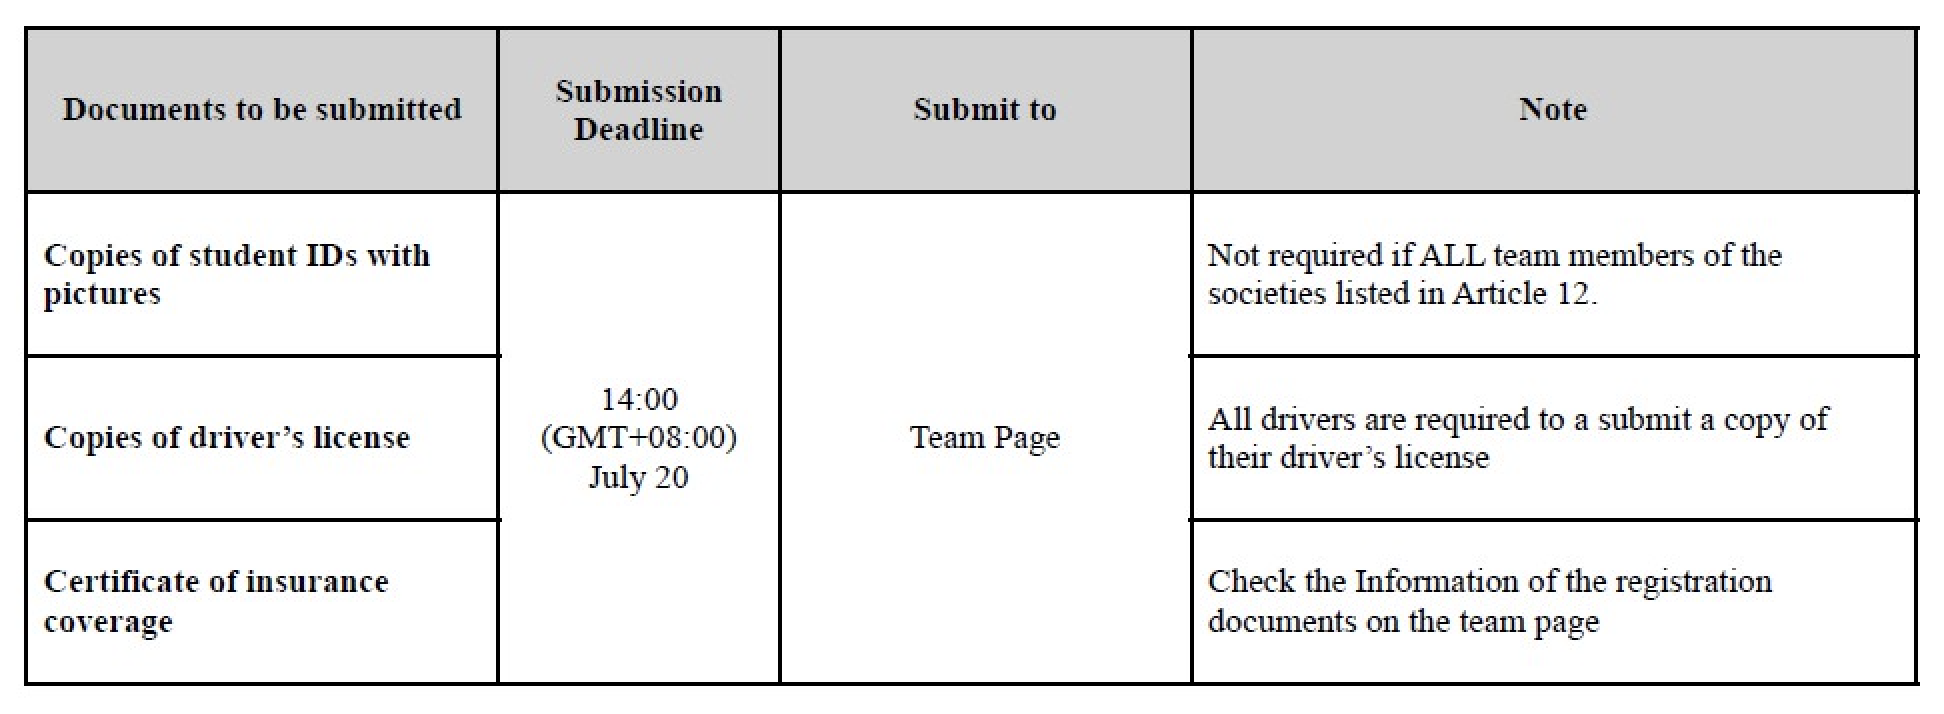 Documents to be submitted
Submission
Deadline
Submit to
Note
Copies of student IDs with
pictures
14:00
(GMT+08:00)
July 20
Team Page
Not required if ALL team members of the
societies listed in Article 12.
Copies of driver’s license
All drivers are required to a submit a copy of
their driver’s license
Certificate of insurance
coverage
Check the Information of the registration
documents on the team page